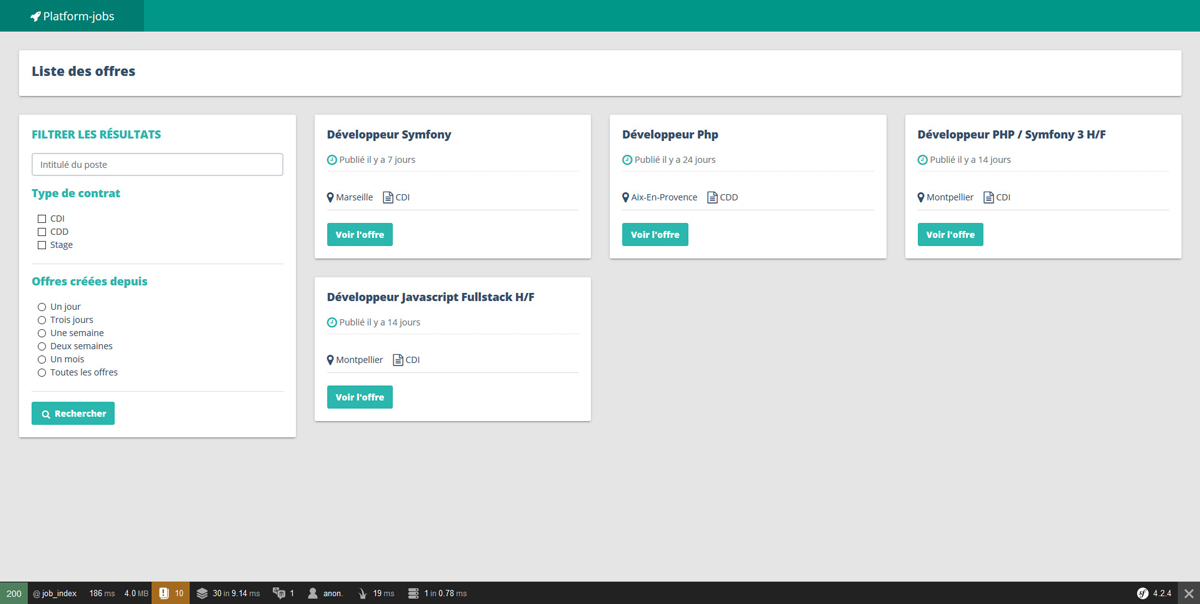 Platform-jobs
Liste des offres
FILTRER LES RÉSULTATS
Intitulé du poste
Type de contrat
CDI
CDD
Stage
Offres créées depuis
Un jour
Trois jours
Une semaine
Deux semaines
Un mois
Toutes les offres
Rechercher
Développeur Symfony
Publié il y a 7 jours
Marseille CDI
Voir l'offre
Développeur Php
Publié il y a 24 jours
Aix-En-Provence CDD
Voir l'offre
Développeur PHP / Symfony 3 H/F
Publié il y a 14 jours
Montpellier CDI
Voir l'offre
Développeur Javascript Fullstack H/F
Publié il y a 14 jours
Montpellier CDI
Voir l'offre
200 @ job_index 186 ms 4.0 MB 10 30 in 9.14 ms 1 anon. 19 ms 1 in 0.78 ms sf 4.2.4